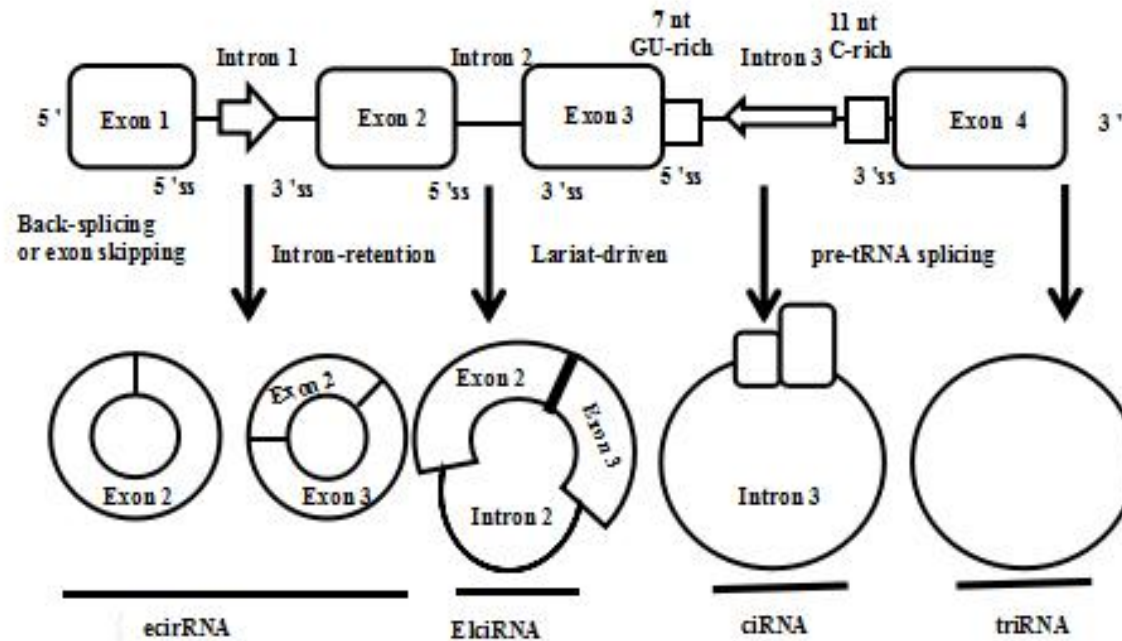 7 nt
GU-rich
11 nt
C-rich
Intron 1
Intron 2
Intron 3
5 '
Exon 1
Exon 2
Exon 3
Exon 4
3 '
5 'ss
3 'ss
5 'ss
3 'ss
5 'ss
3 'ss
Back-splicing
or exon skipping
Intron-retention
Lariat-driven
pre-tRNA splicing
Exon 2
Exon 2
Exon 3
Exon 2
Exon 3
Intron 2
Intron 3
ecirRNA
EIciRNA
ciRNA
triRNA